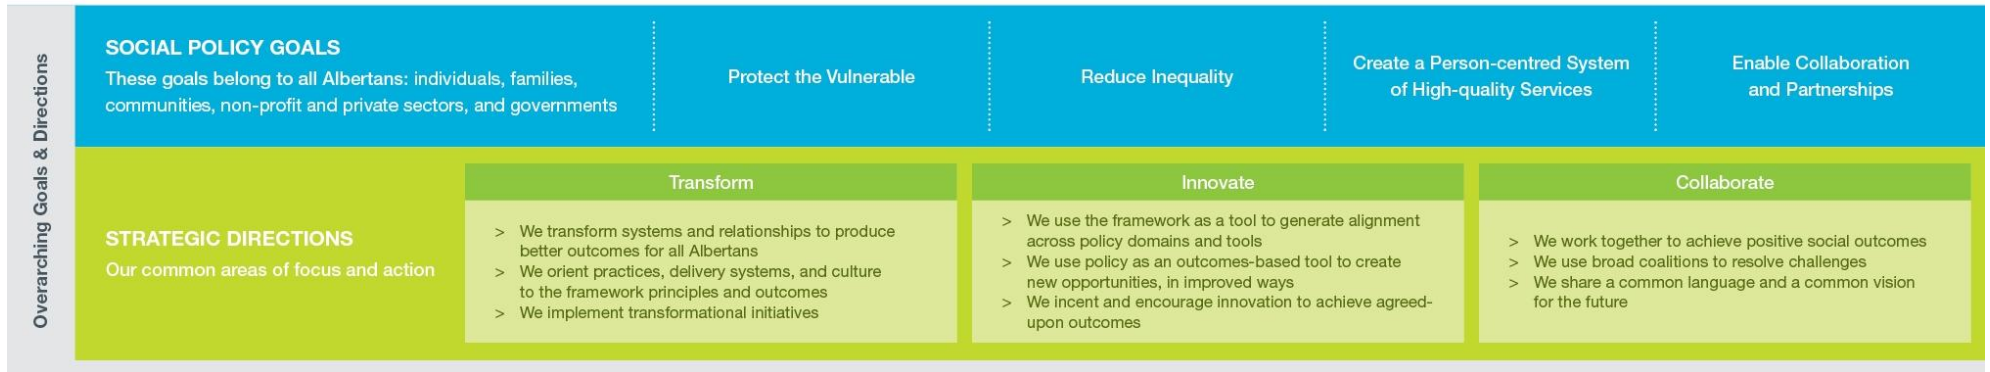 Overarching Goals & Directions
SOCIAL POLICY GOALS
These goals belong to all Albertans: individuals, families,
communities, non-profit and private sectors, and governments
Protect the Vulnerable
Reduce Inequality
Create a Person-centred System
of High-quality Services
Enable Collaboration
and Partnerships
STRATEGIC DIRECTIONS
Our common areas of focus and action
Transform
> We transform systems and relationships to produce
better outcomes for all Albertans
> We orient practices, delivery systems, and culture
to the framework principles and outcomes
> We implement transformational initiatives
Innovate
> We use the framework as a tool to generate alignment
across policy domains and tools
> We use policy as an outcomes-based tool to create
new opportunities, in improved ways
> We incent and encourage innovation to achieve agreed-
upon outcomes
Collaborate
> We work together to achieve positive social outcomes
> We use broad coalitions to resolve challenges
> We share a common language and a common vision
for the future